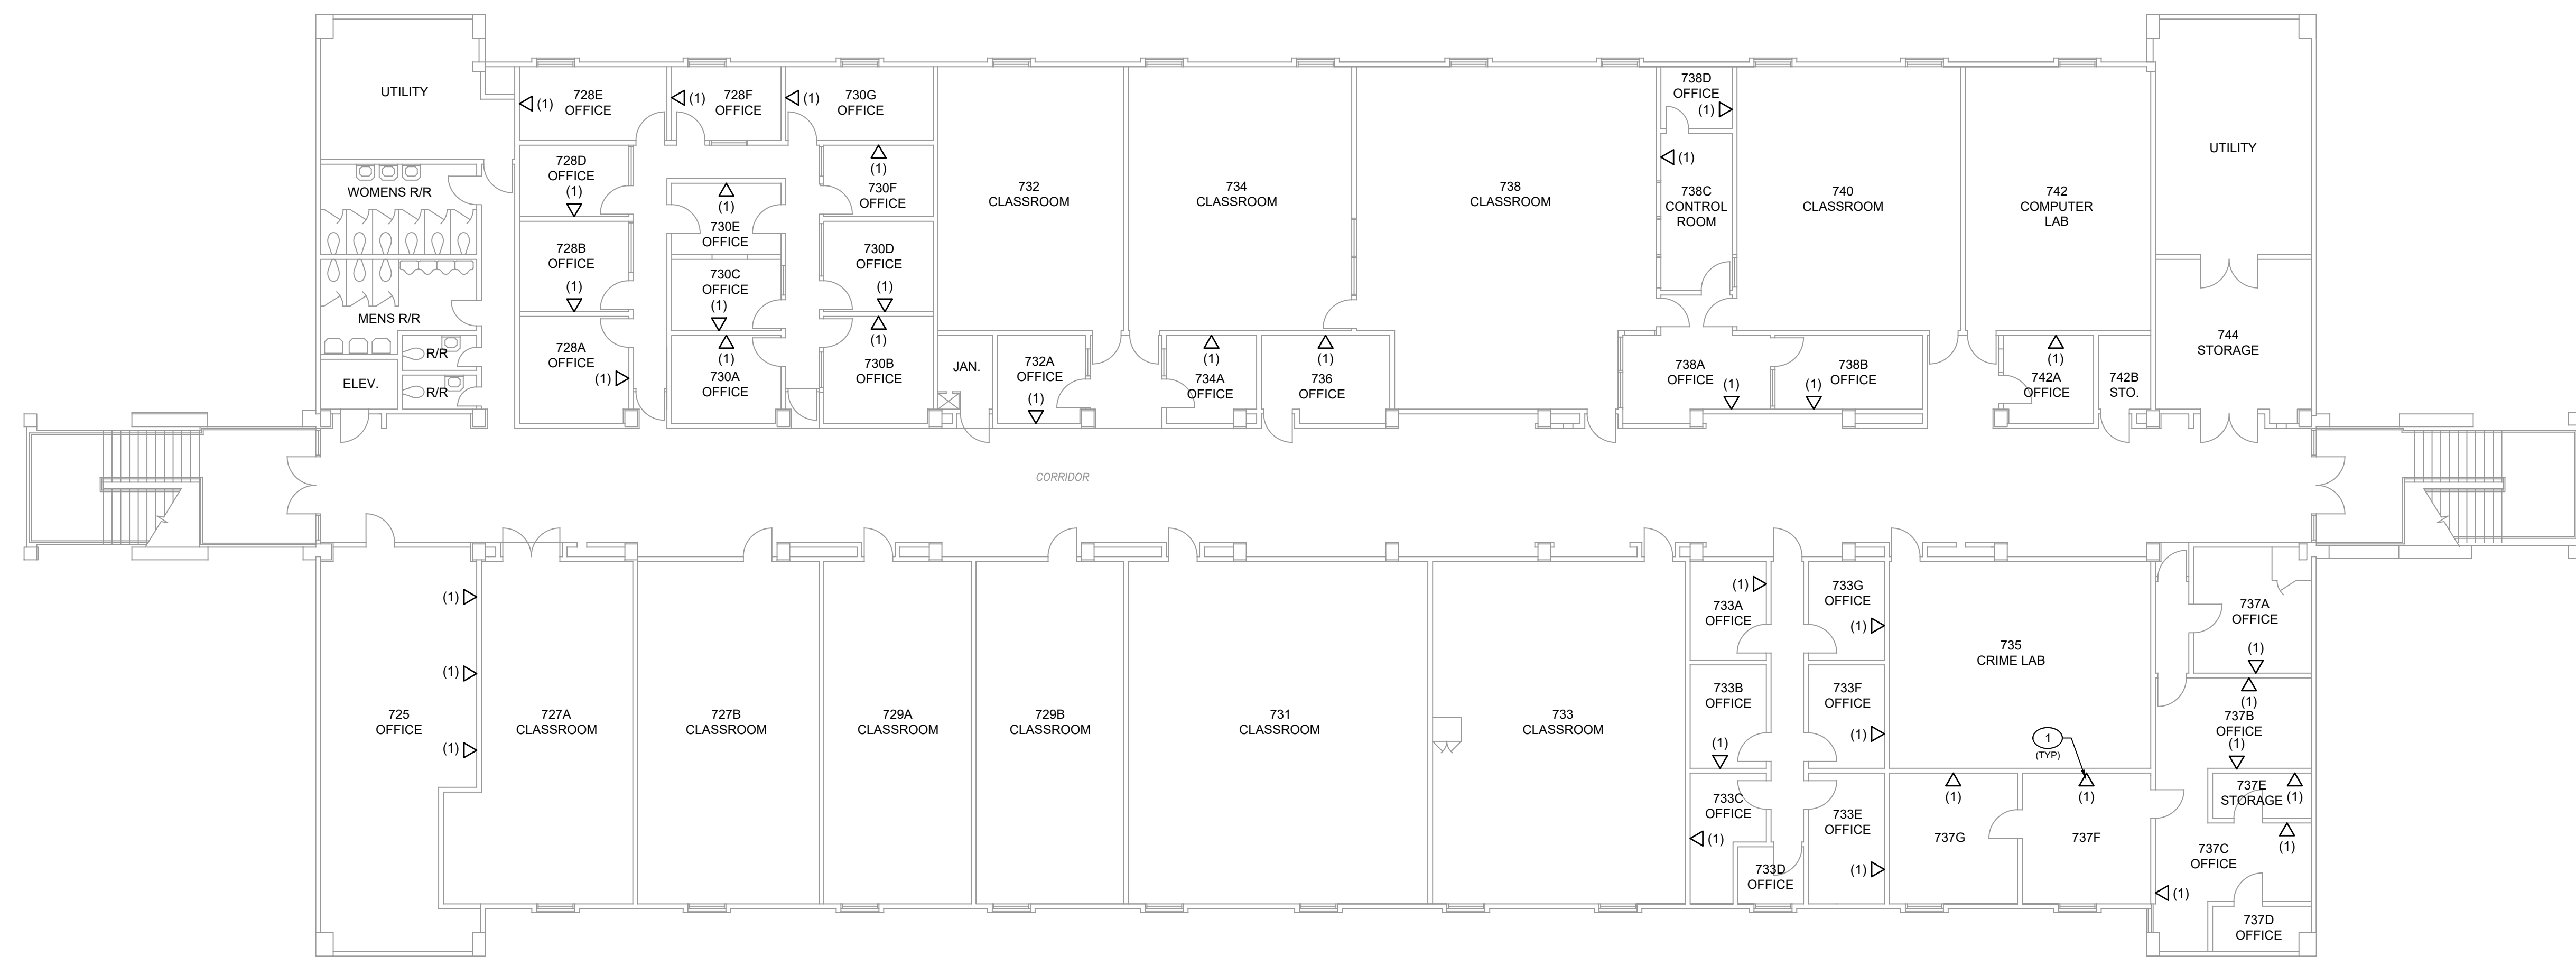 UTILITY
WOMENS R/R
MENS R/R
R/R
R/R
ELEV.
(1)
728E
OFFICE
(1)
728F
OFFICE
(1)
730G
OFFICE
728D
OFFICE
(1)
728B
OFFICE
(1)
728A
OFFICE
(1)
(1)
730E
OFFICE
730C
OFFICE
(1)
(1)
730A
OFFICE
(1)
730F
OFFICE
730D
OFFICE
(1)
(1)
730B
OFFICE
732
CLASSROOM
JAN.
732A
OFFICE
(1)
734
CLASSROOM
(1)
734A
OFFICE
(1)
736
OFFICE
738
CLASSROOM
738D
OFFICE
(1)
(1)
738C
CONTROL
ROOM
738A
OFFICE
(1)
738B
OFFICE
(1)
740
CLASSROOM
742
COMPUTER
LAB
(1)
742A
OFFICE
742B
STO.
UTILITY
744
STORAGE
CORRIDOR
(1)
(1)
(1)
725
OFFICE
727A
CLASSROOM
727B
CLASSROOM
729A
CLASSROOM
729B
CLASSROOM
731
CLASSROOM
733
CLASSROOM
(1)
733A
OFFICE
733B
OFFICE
(1)
733C
OFFICE
(1)
733D
OFFICE
733G
OFFICE
(1)
733F
OFFICE
(1)
733E
OFFICE
(1)
735
CRIME LAB
1
(TYP)
(1)
737G
(1)
737F
737A
OFFICE
(1)
(1)
737B
OFFICE
(1)
737E
STORAGE
(1)
(1)
737C
OFFICE
(1)
737D
OFFICE